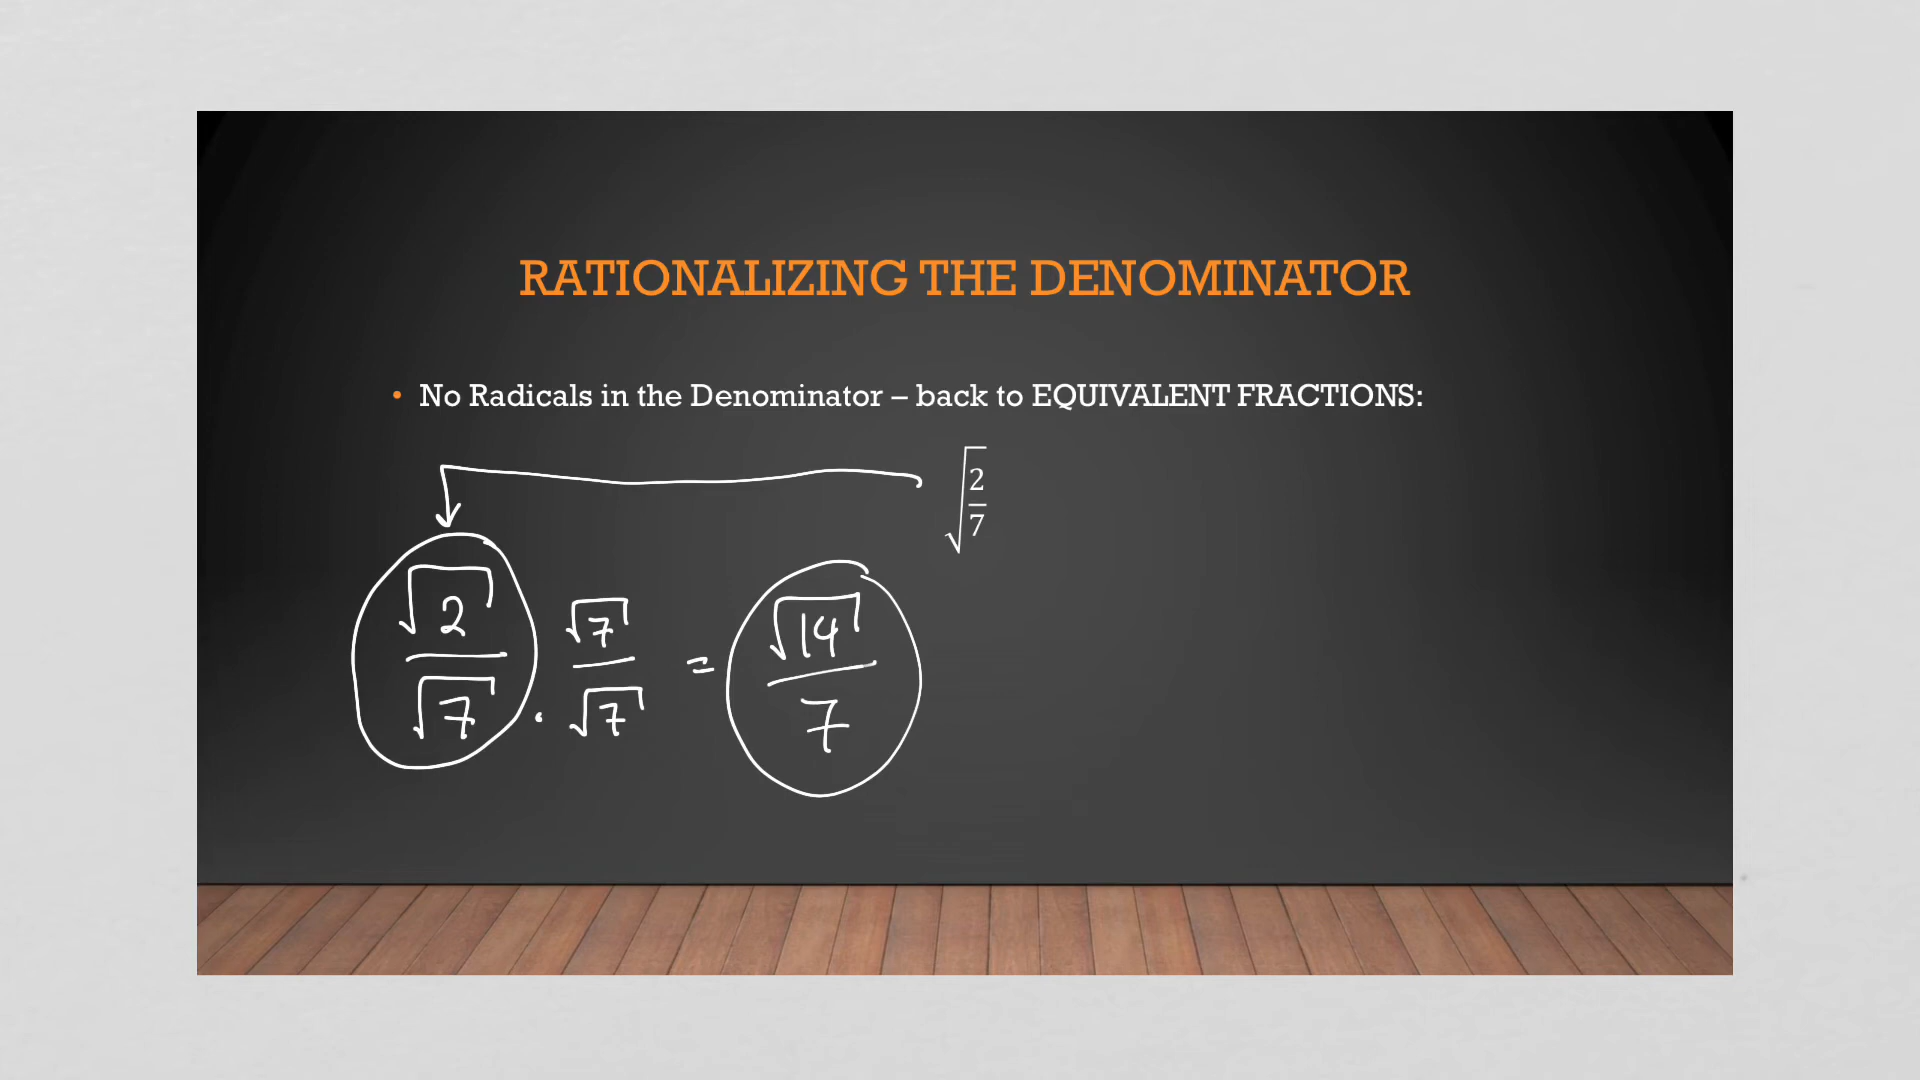 RATIONALIZING THE DENOMINATOR
• No Radicals in the Denominator – back to EQUIVALENT FRACTIONS:
√(2/7)
√2/√7 · √7/√7 = √14/7